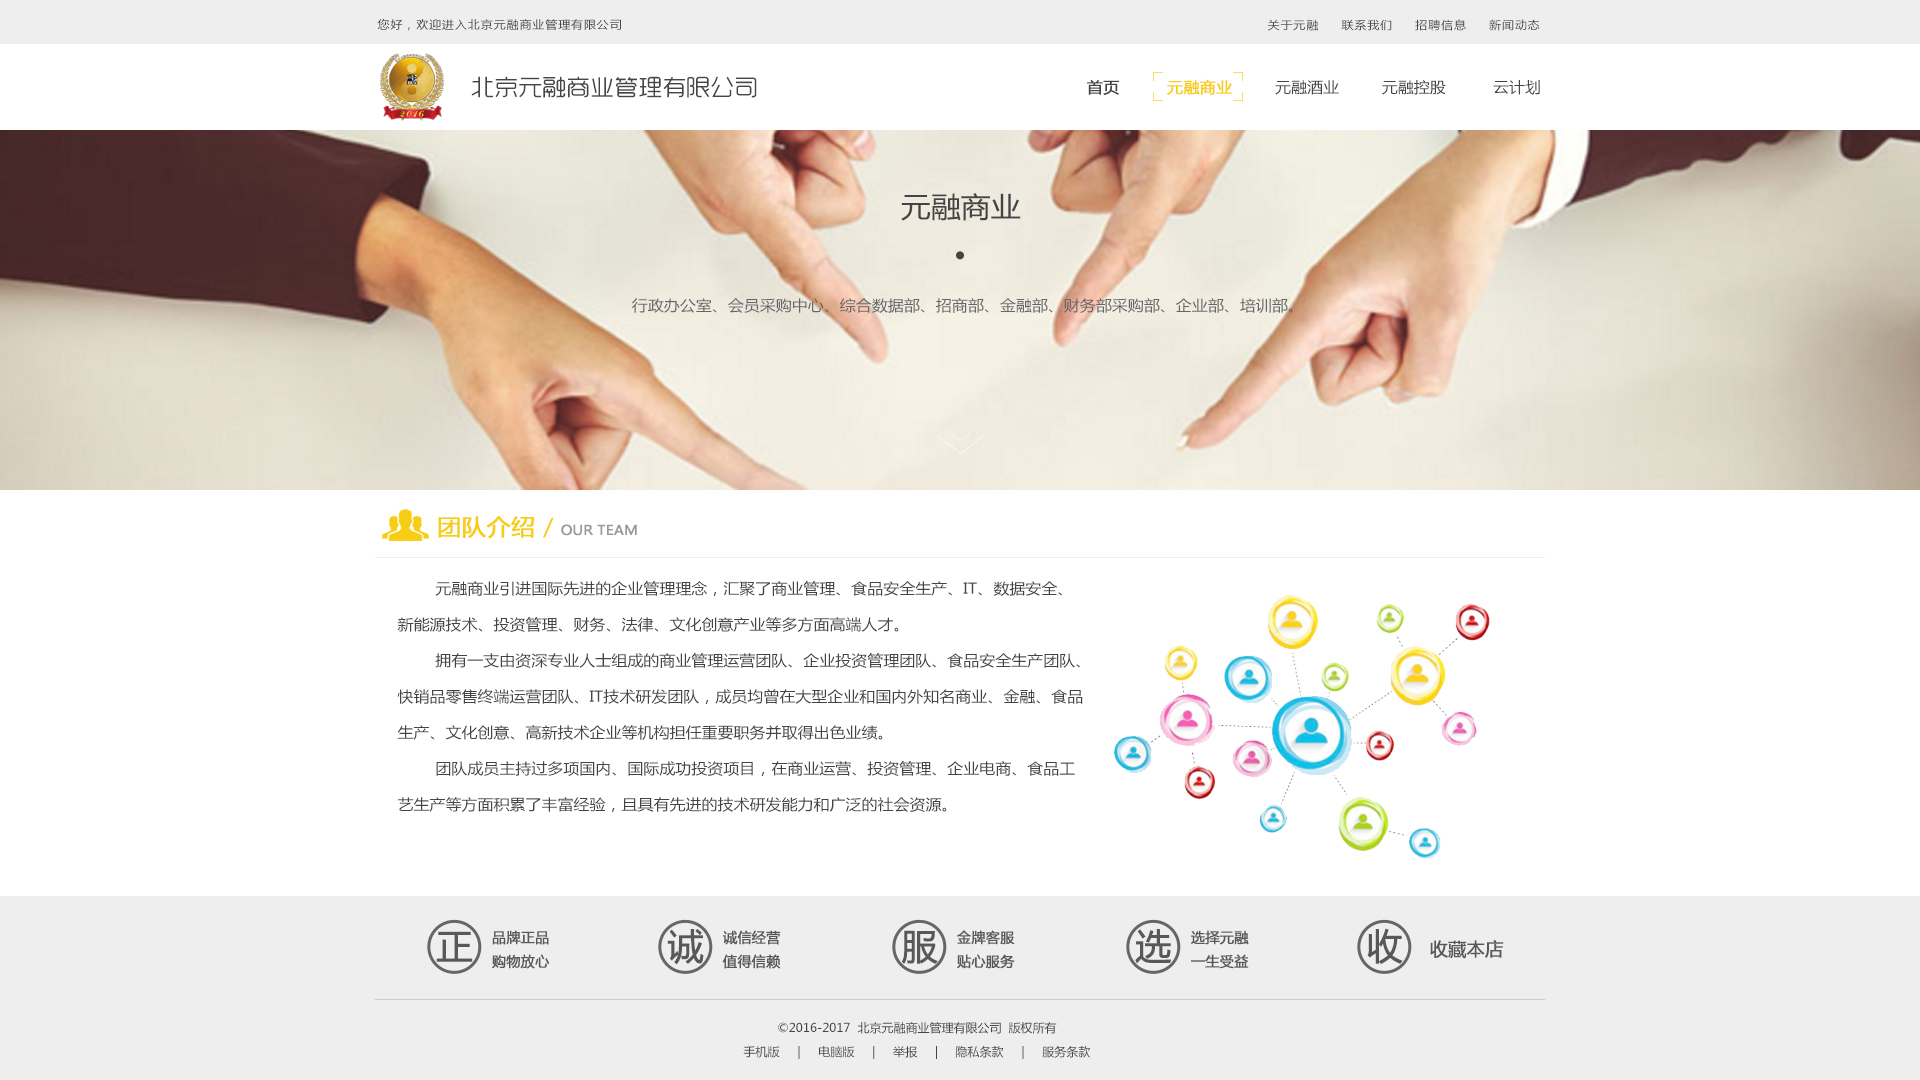 您好，欢迎进入北京元融商业管理有限公司
关于元融 联系我们 招聘信息 新闻动态
融
2016
北京元融商业管理有限公司
首页 元融商业 元融酒业 元融控股 云计划
元融商业
行政办公室、会员采购中心、综合数据部、招商部、金融部、财务部采购部、企业部、培训部。
团队介绍 / OUR TEAM
元融商业引进国际先进的企业管理理念，汇聚了商业管理、食品安全生产、IT、数据安全、
新能源技术、投资管理、财务、法律、文化创意产业等多方面高端人才。
拥有一支由资深专业人士组成的商业管理运营团队、企业投资管理团队、食品安全生产团队、
快销品零售终端运营团队、IT技术研发团队，成员均曾在大型企业和国内外知名商业、金融、食品
生产、文化创意、高新技术企业等机构担任重要职务并取得出色业绩。
团队成员主持过多项国内、国际成功投资项目，在商业运营、投资管理、企业电商、食品工
艺生产等方面积累了丰富经验，且具有先进的技术研发能力和广泛的社会资源。
正 品牌正品
购物放心
诚 诚信经营
值得信赖
服 金牌客服
贴心服务
选 选择元融
一生受益
收 收藏本店
©2016-2017 北京元融商业管理有限公司 版权所有
手机版 | 电脑版 | 举报 | 隐私条款 | 服务条款